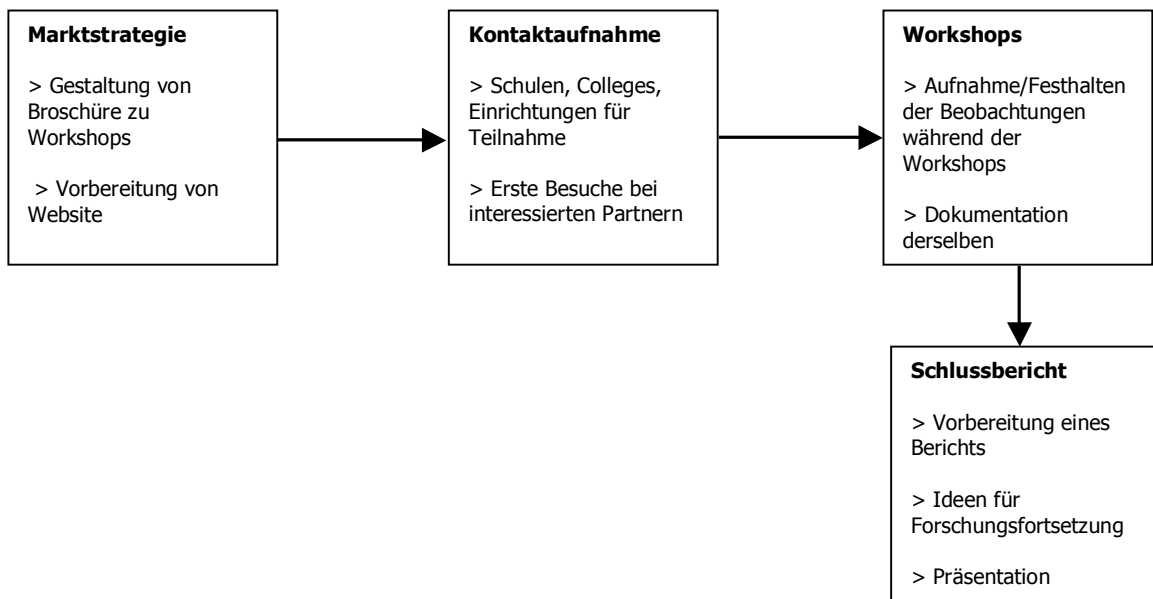 Marktstrategie
> Gestaltung von
Broschüre zu
Workshops
> Vorbereitung von
Website
Kontaktaufnahme
> Schulen, Colleges,
Einrichtungen für
Teilnahme
> Erste Besuche bei
interessierten Partnern
Workshops
> Aufnahme/Festhalten
der Beobachtungen
während der
Workshops
> Dokumentation
derselben
Schlussbericht
> Vorbereitung eines
Berichts
> Ideen für
Forschungsfortsetzung
> Präsentation